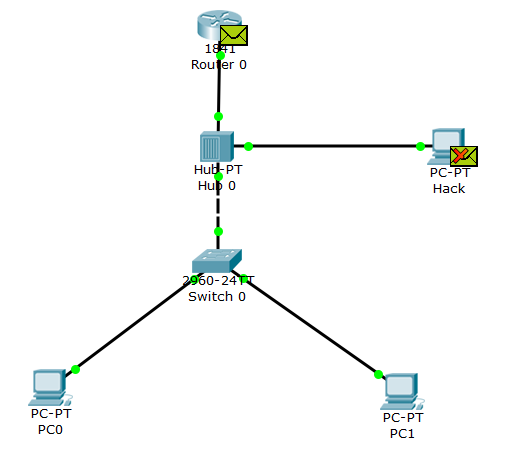 1841
Router 0
Hub-PT
Hub 0
PC-PT
Hack
2960-24TT
Switch 0
PC-PT
PC0
PC-PT
PC1